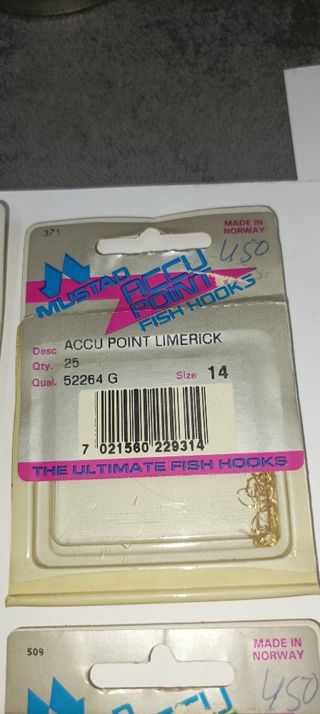 371
MADE IN
NORWAY
450
MUSTAD ACCU
POINT
FISH HOOKS
Desc ACCU POINT LIMERICK
Qty. 25
Qual. 52264 G Size 14
7 021560 229314
THE ULTIMATE FISH HOOKS
509
MADE IN
NORWAY
450
ACCU